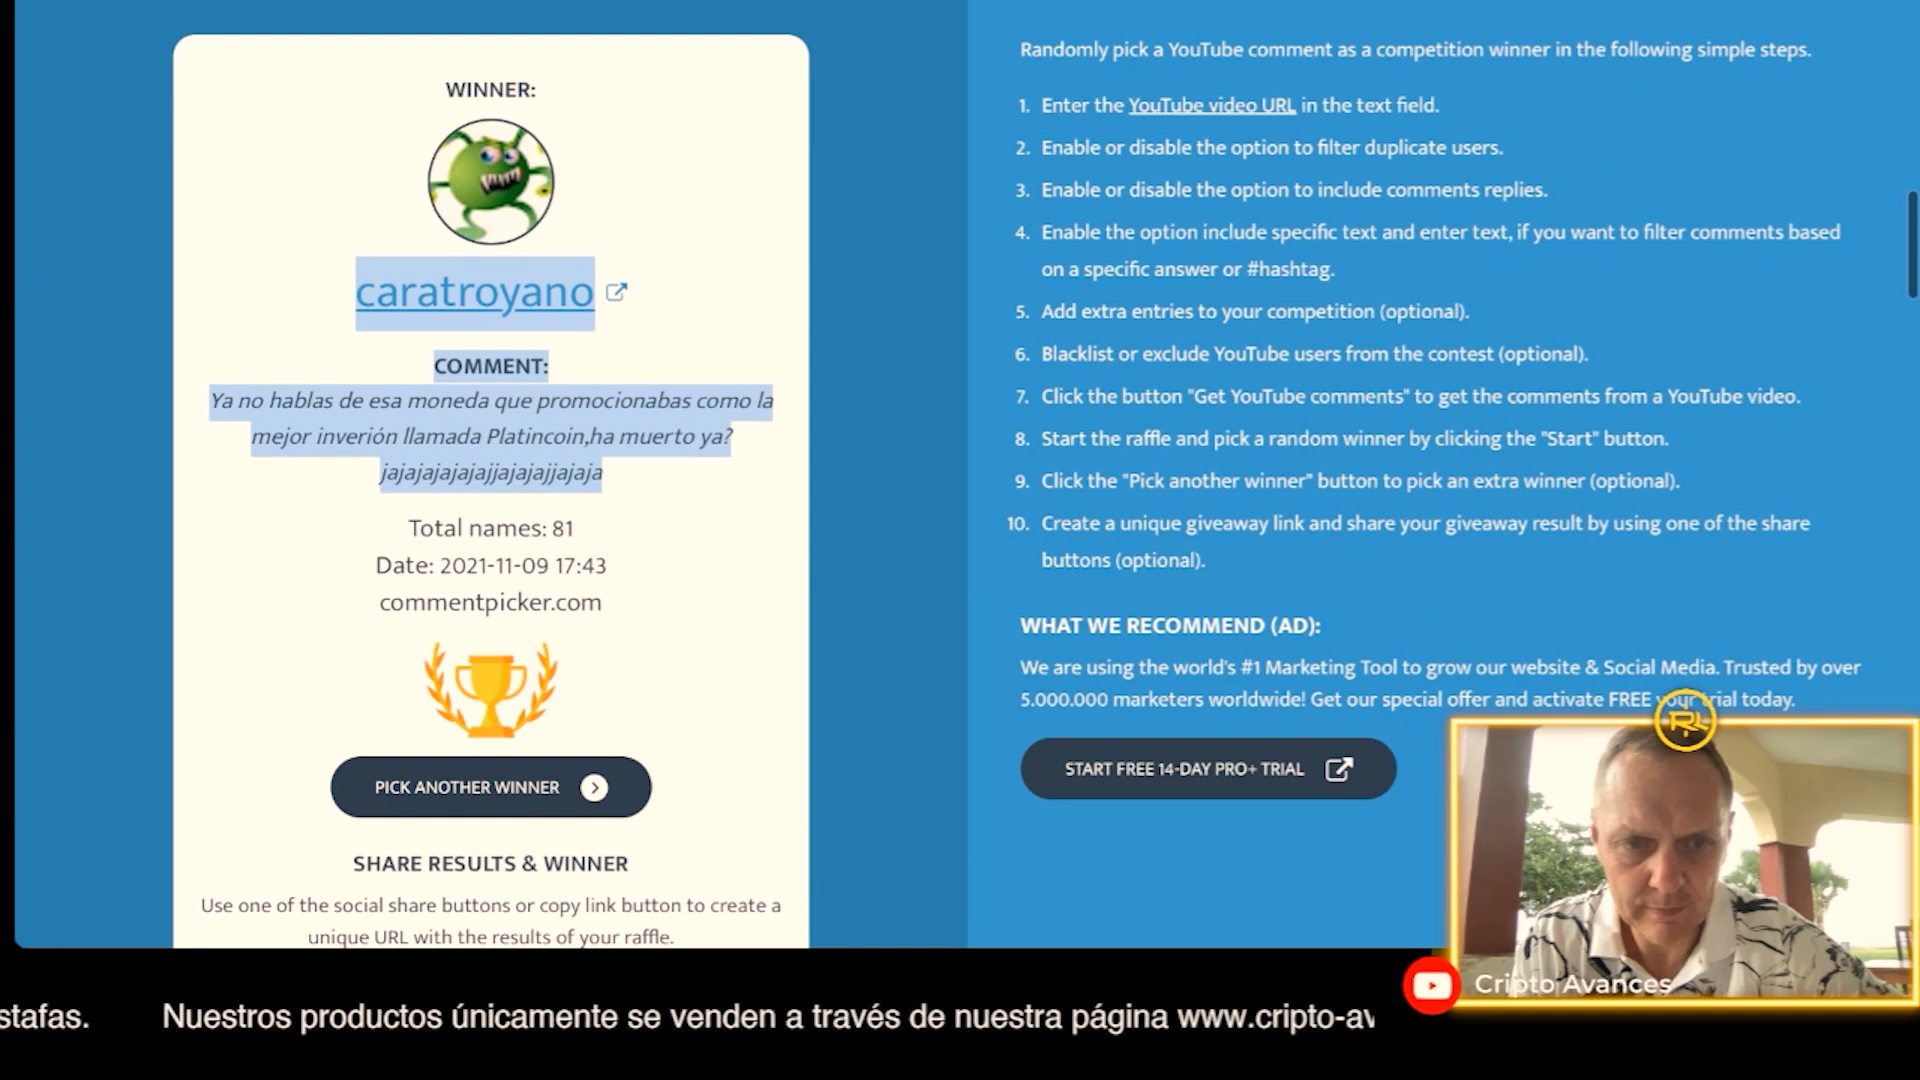 WINNER:
caratroyano
COMMENT:
Ya no hablas de esa moneda que promocionabas como la
mejor inverión llamada Platincoin,ha muerto ya?
jajajajajajajjajajajjajaja
Total names: 81
Date: 2021-11-09 17:43
commentpicker.com
PICK ANOTHER WINNER
SHARE RESULTS & WINNER
Use one of the social share buttons or copy link button to create a
unique URL with the results of your raffle.
Randomly pick a YouTube comment as a competition winner in the following simple steps.
1. Enter the YouTube video URL in the text field.
2. Enable or disable the option to filter duplicate users.
3. Enable or disable the option to include comments replies.
4. Enable the option include specific text and enter text, if you want to filter comments based
on a specific answer or #hashtag.
5. Add extra entries to your competition (optional).
6. Blacklist or exclude YouTube users from the contest (optional).
7. Click the button "Get YouTube comments" to get the comments from a YouTube video.
8. Start the raffle and pick a random winner by clicking the "Start" button.
9. Click the "Pick another winner" button to pick an extra winner (optional).
10. Create a unique giveaway link and share your giveaway result by using one of the share
buttons (optional).
WHAT WE RECOMMEND (AD):
We are using the world's #1 Marketing Tool to grow our website & Social Media. Trusted by over
5.000.000 marketers worldwide! Get our special offer and activate FREE your trial today.
START FREE 14-DAY PRO+ TRIAL
Cripto Avances
stafas. Nuestros productos únicamente se venden a través de nuestra página www.cripto-av